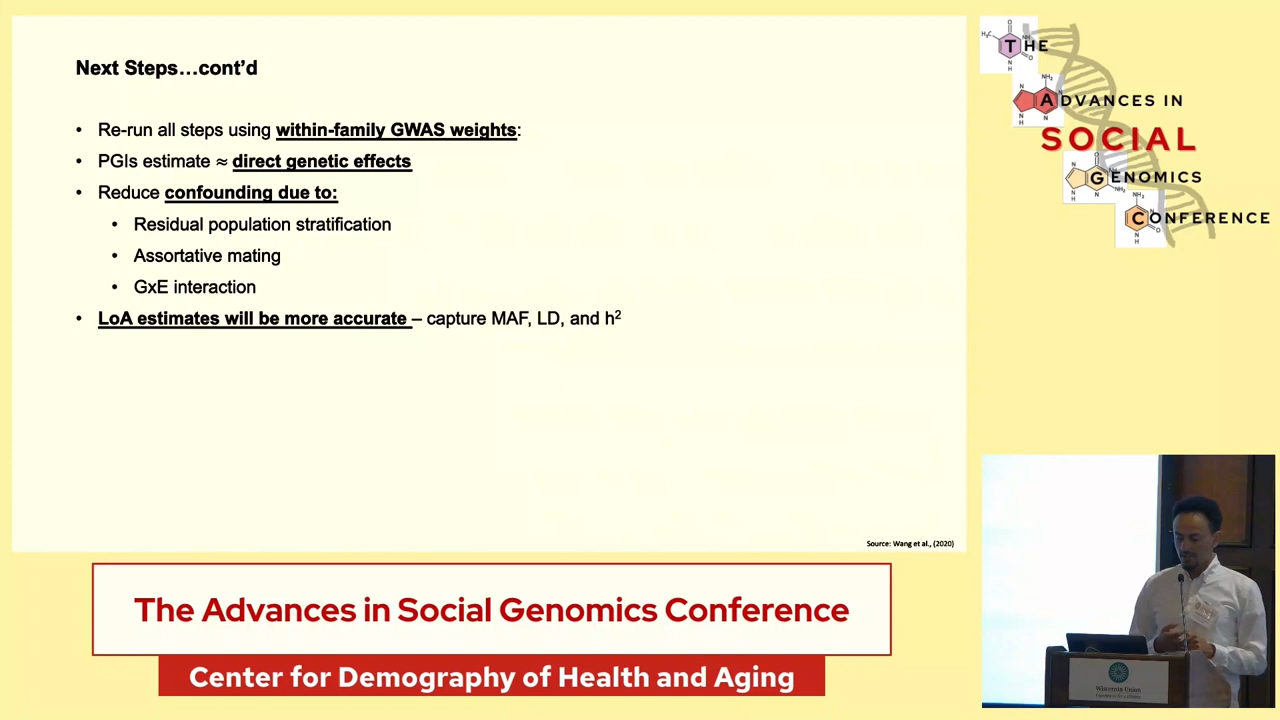 Next Steps…cont’d
• Re-run all steps using within-family GWAS weights:
• PGIs estimate ≈ direct genetic effects
• Reduce confounding due to:
• Residual population stratification
• Assortative mating
• GxE interaction
• LoA estimates will be more accurate – capture MAF, LD, and h²
Source: Wang et al., (2020)
THE
ADVANCES IN
SOCIAL
GENOMICS
CONFERENCE
The Advances in Social Genomics Conference
Center for Demography of Health and Aging
Wisconsin Union